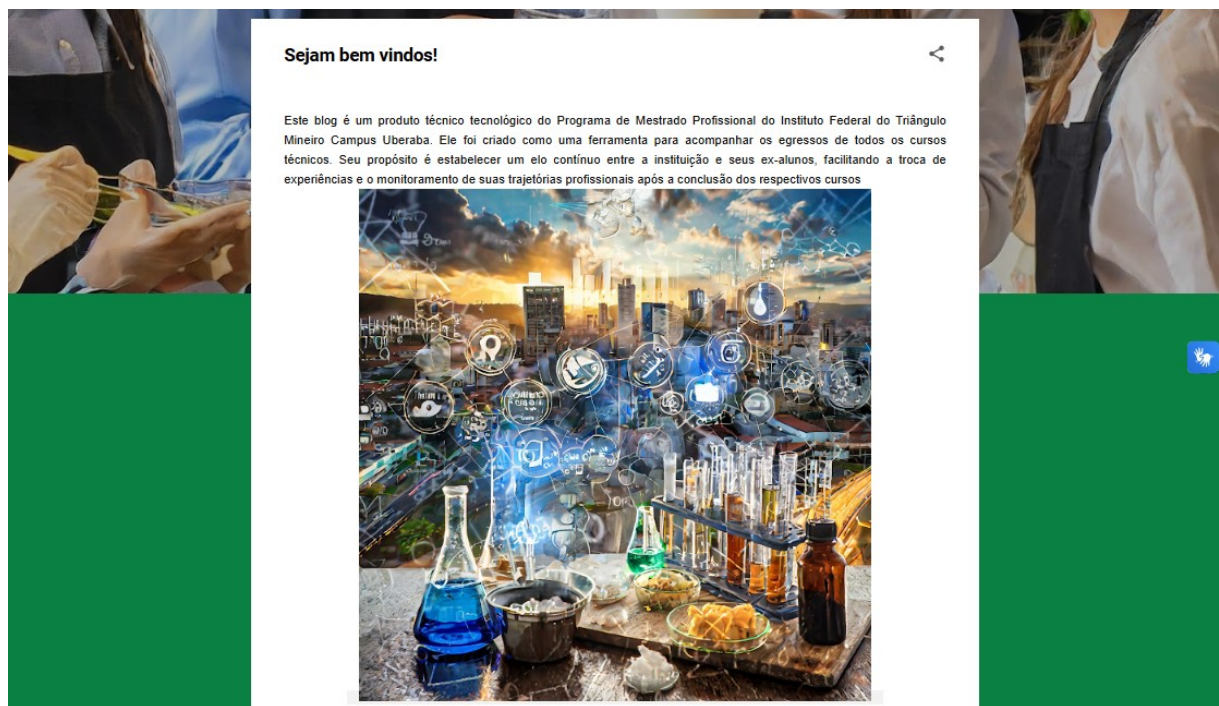 Sejam bem vindos!
Este blog é um produto técnico tecnológico do Programa de Mestrado Profissional do Instituto Federal do Triângulo
Mineiro Campus Uberaba. Ele foi criado como uma ferramenta para acompanhar os egressos de todos os cursos
técnicos. Seu propósito é estabelecer um elo contínuo entre a instituição e seus ex-alunos, facilitando a troca de
experiências e o monitoramento de suas trajetórias profissionais após a conclusão dos respectivos cursos